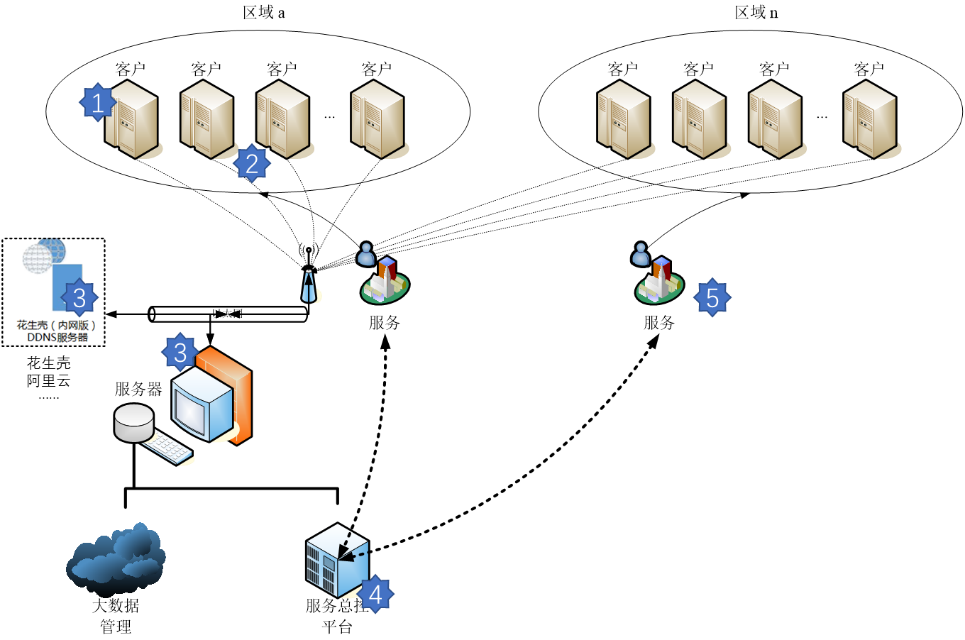 区域 a
区域 n
客户
客户
客户
客户
客户
客户
客户
客户
1
...
...
2
3
花生壳（内网版）
DDNS服务器
花生壳
阿里云
......
服务
服务
5
3
服务器
4
大数据
管理
服务总控
平台